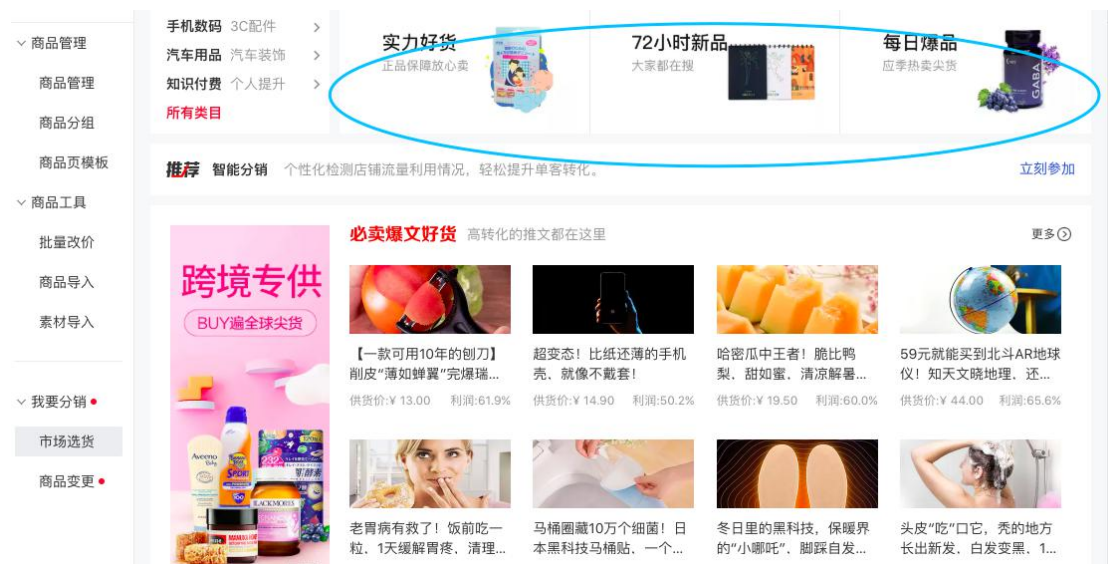 商品管理
商品管理
商品分组
商品页模板
商品工具
批量改价
商品导入
素材导入
我要分销
市场选货
商品变更
手机数码 3C配件
汽车用品 汽车装饰
知识付费 个人提升
所有类目
实力好货
正品保障放心卖
72小时新品
大家都在搜
每日爆品
应季热卖尖货
GABA
推荐 智能分销 个性化检测店铺流量利用情况，轻松提升单客转化。 立刻参加
跨境专供
BUY遍全球尖货
Aveeno
Baby
SPORT
BLACKMORES
MANUKA HONEY
必卖爆文好货 高转化的推文都在这里 更多
【一款可用10年的刨刀】
削皮“薄如蝉翼”完爆瑞...
供货价:¥ 13.00 利润:61.9%
超变态！比纸还薄的手机
壳、就像不戴套！
供货价:¥ 14.90 利润:50.2%
哈密瓜中王者！脆比鸭
梨、甜如蜜、清凉解暑...
供货价:¥ 19.50 利润:60.0%
59元就能买到北斗AR地球
仪！知天文晓地理、还...
供货价:¥ 44.00 利润:65.6%
老胃病有救了！饭前吃一
粒、1天缓解胃疼、清理...
马桶圈藏10万个细菌！日
本黑科技马桶贴、一个...
冬日里的黑科技，保暖界
的“小哪吒”、脚踩自发...
头皮“吃”口它，秃的地方
长出新发、白发变黑、1...